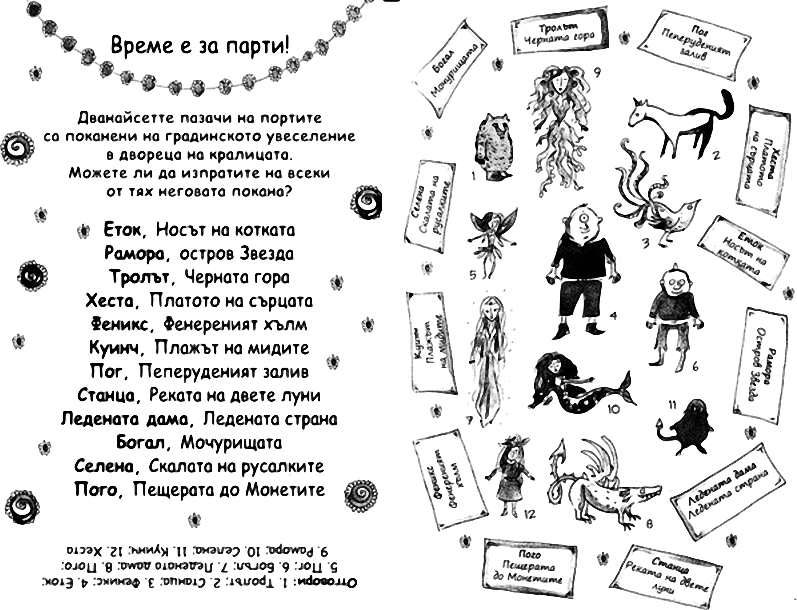 Време е за парти!
Дванайсетте пазачи на портите
са поканени на градинското увеселение
в двореца на кралицата.
Можете ли да изпратите на всеки
от тях неговата покана?
Еток, Носът на котката
Рамора, остров Звезда
Тролът, Черната гора
Хеста, Платото на сърцата
Феникс, Фенереният хълм
Куинч, Плажът на мидите
Пог, Пеперуденият залив
Станца, Реката на двете луни
Ледената дама, Ледената страна
Богал, Мочурищата
Селена, Скалата на русалките
Пого, Пещерата до Монетите
Отговори: 1. Тролът; 2. Станца; 3. Феникс; 4. Еток;
5. Пог; 6. Богъл; 7. Ледената дама; 8. Пого;
9. Рамора; 10. Селена; 11. Куинч; 12. Хеста
Богал
Мочурищата
Тролът
Черната гора
Пог
Пеперуденият
залив
Хеста
Платото
на сърцата
Селена
Скалата на
русалките
Еток
Носът на
котката
Куинч
Плажът
на мидите
Рамора
Остров Звезда
Феникс
Фенереният
хълм
Ледената дама
Ледената страна
Пого
Пещерата
до Монетите
Станца
Реката на двете
луни
9
1
2
3
5
4
6
7
10
11
12
8